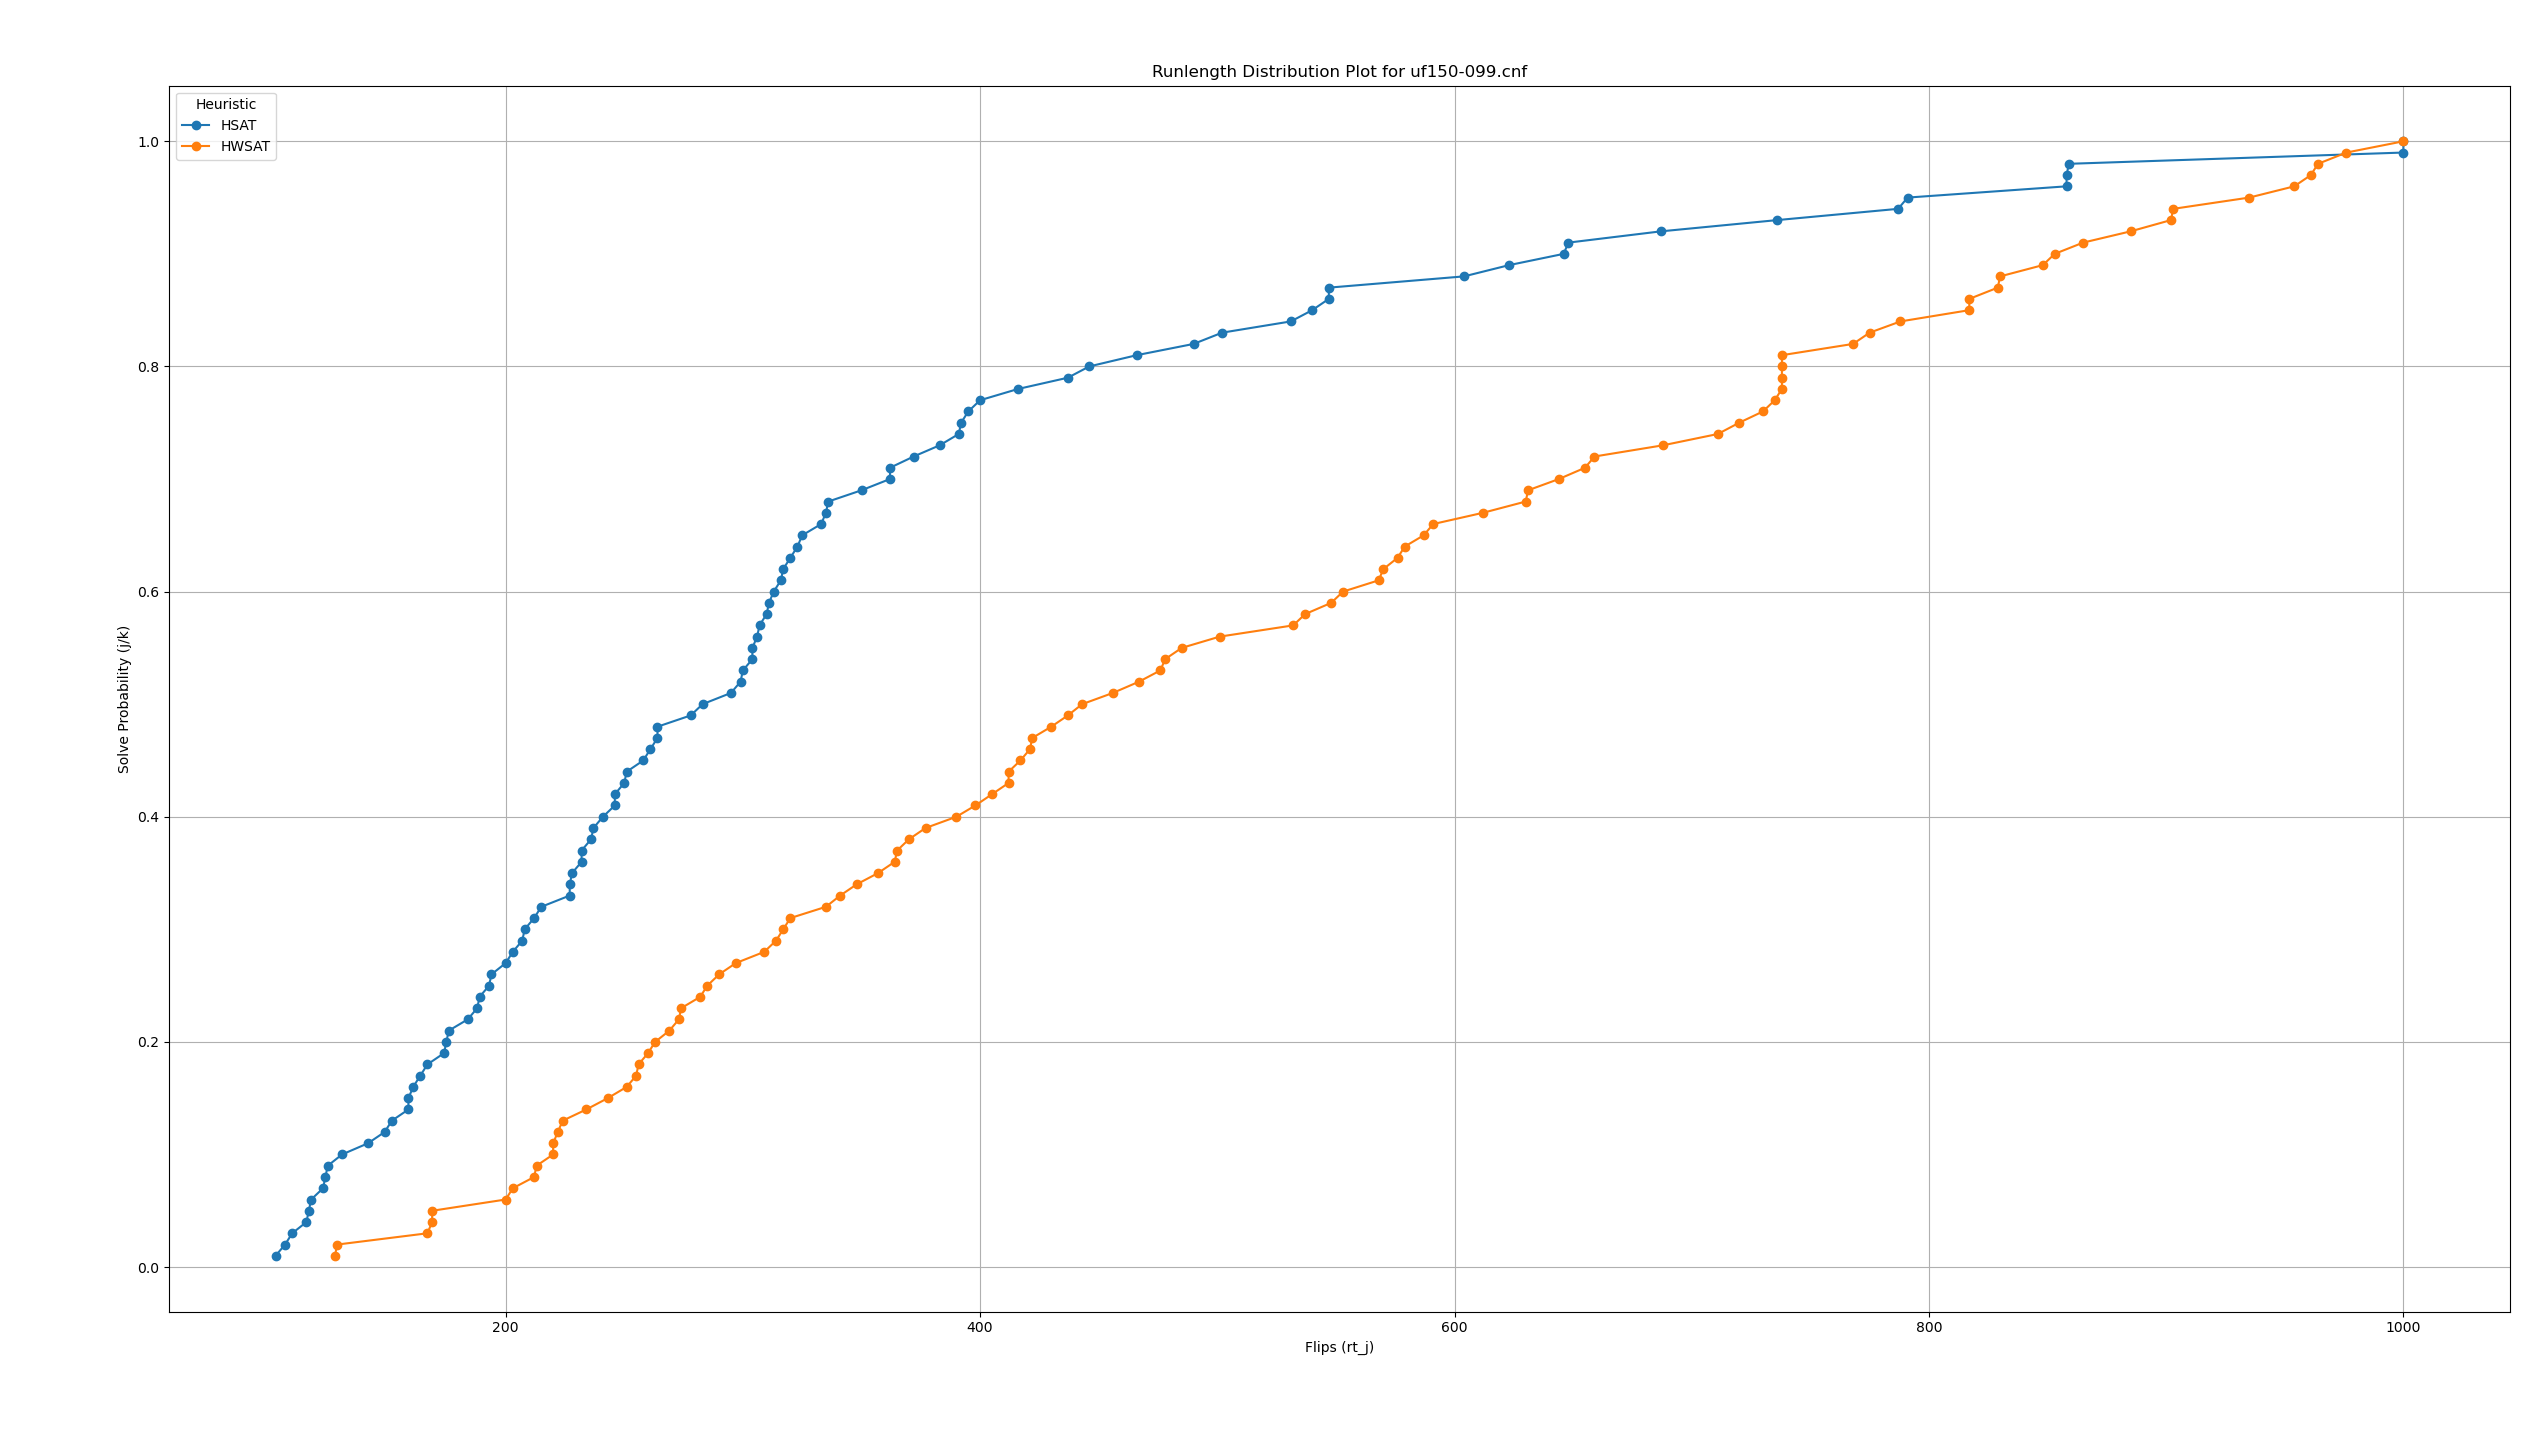 Runlength Distribution Plot for uf150-099.cnf
Heuristic
HSAT
HWSAT
1.0
0.8
0.6
0.4
0.2
0.0
Solve Probability (j/k)
200 400 600 800 1000
Flips (rt_j)